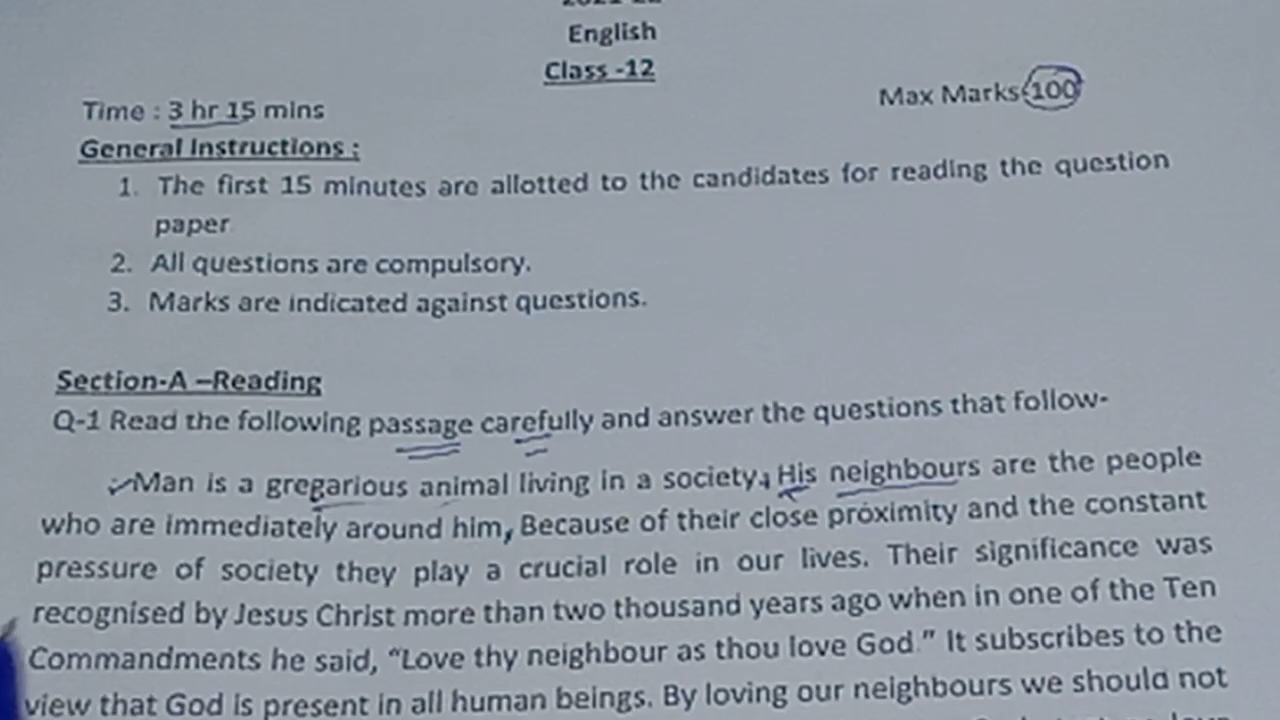 English
Class -12
Time : 3 hr 15 mins
Max Marks 100
General Instructions :
1. The first 15 minutes are allotted to the candidates for reading the question
paper
2. All questions are compulsory.
3. Marks are indicated against questions.
Section-A –Reading
Q-1 Read the following passage carefully and answer the questions that follow-
Man is a gregarious animal living in a society. His neighbours are the people
who are immediately around him, Because of their close proximity and the constant
pressure of society they play a crucial role in our lives. Their significance was
recognised by Jesus Christ more than two thousand years ago when in one of the Ten
Commandments he said, “Love thy neighbour as thou love God.” It subscribes to the
view that God is present in all human beings. By loving our neighbours we should not